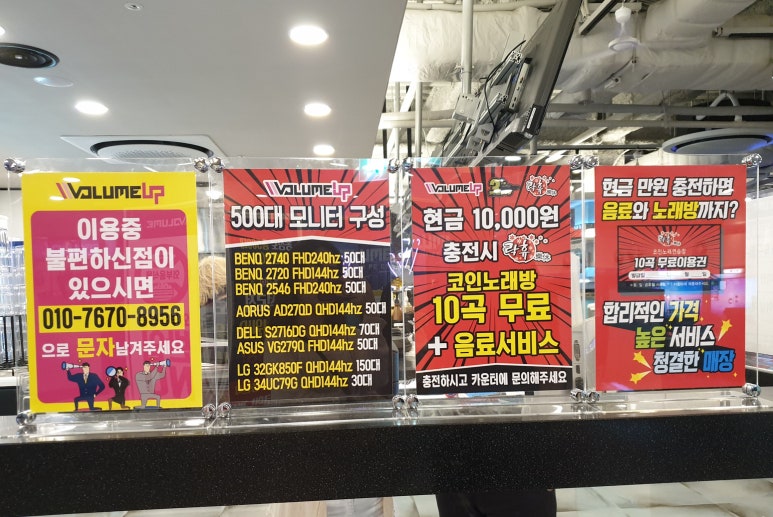 VOLUMEUP
이용중
불편하신점이
있으시면
010-7670-8956
으로 문자남겨주세요
VOLUMEUP
500대 모니터 구성
BENQ 2740 FHD240hz 50대
BENQ 2720 FHD144hz 50대
BENQ 2546 FHD240hz 50대
AORUS AD27QD QHD144hz 50대
DELL S2716DG QHD144hz 70대
ASUS VG279Q FHD144hz 50대
LG 32GK850F QHD144hz 150대
LG 34UC79G QHD144hz 30대
VOLUMEUP
현금 10,000원
충전시
코인노래방
10곡 무료
+ 음료서비스
충전하시고 카운터에 문의해주세요
현금 만원 충전하면
음료와 노래방까지?
코인노래연습장
10곡 무료이용권
합리적인 가격
높은 서비스
청결한 매장